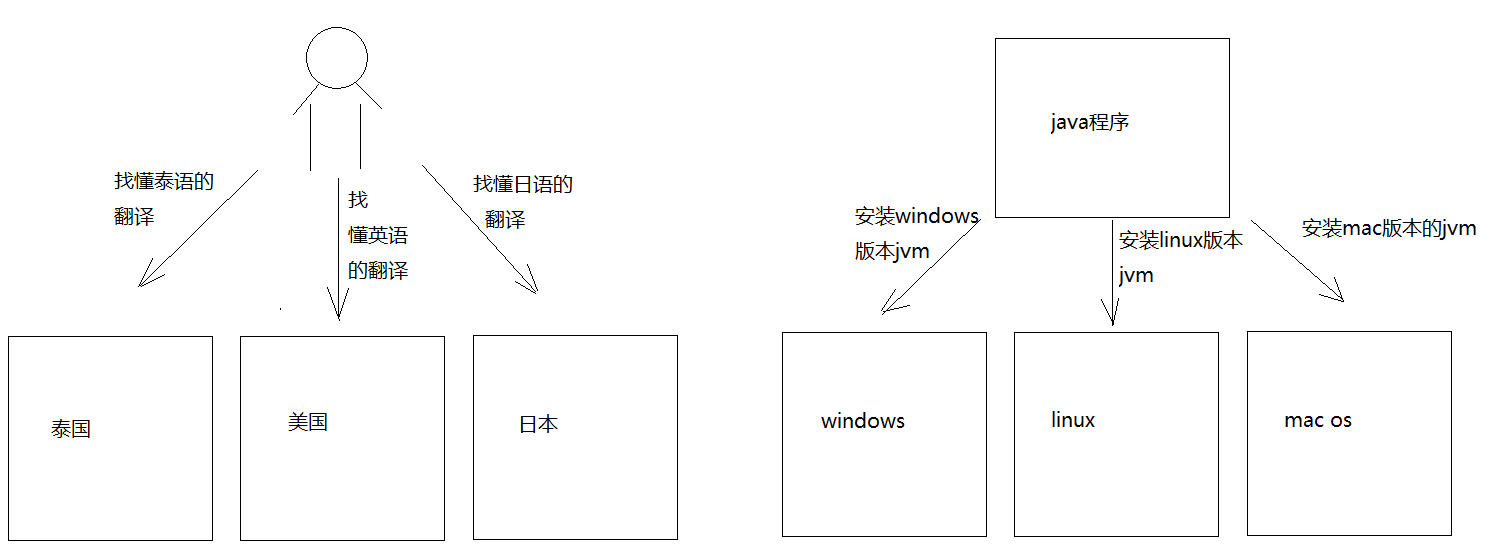 找懂泰语的
翻译
找
懂英语
的翻译
找懂日语的
翻译
泰国
美国
日本
java程序
安装windows
版本jvm
安装linux版本
jvm
安装mac版本的jvm
windows
linux
mac os